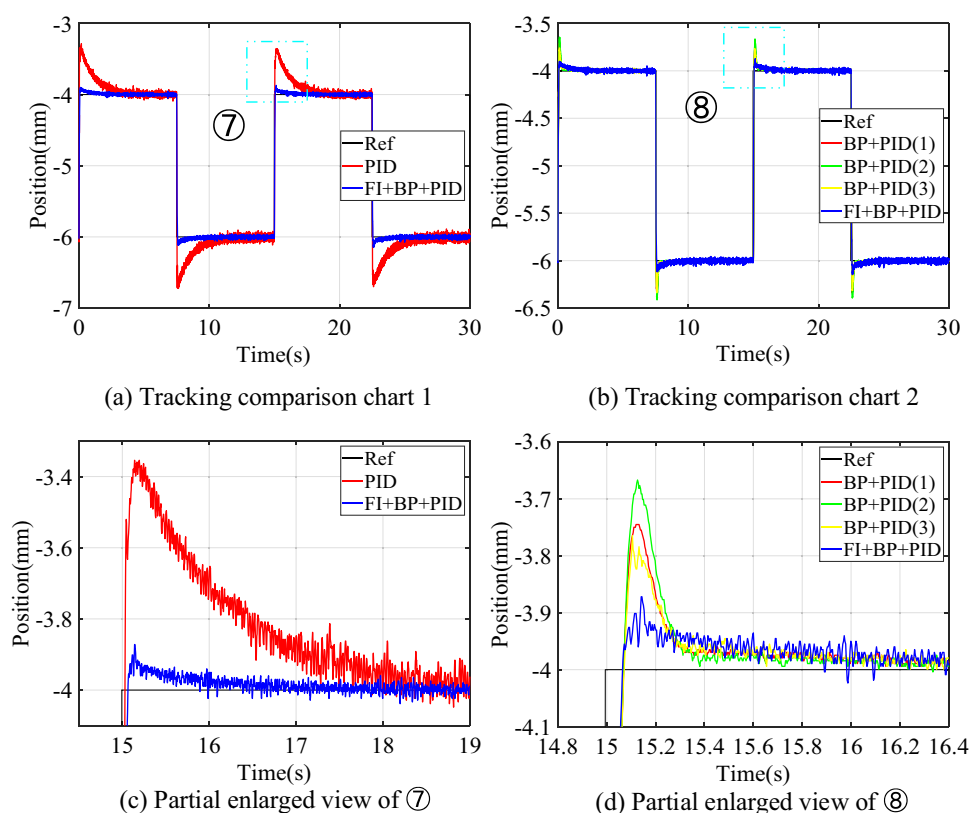 -3
-4
-5
-6
-7
Position(mm)
⑦
Ref
PID
FI+BP+PID
0
10
20
30
Time(s)
(a) Tracking comparison chart 1
-3.5
-4
-4.5
-5
-5.5
-6
-6.5
Position(mm)
⑧
Ref
BP+PID(1)
BP+PID(2)
BP+PID(3)
FI+BP+PID
0
10
20
30
Time(s)
(b) Tracking comparison chart 2
-3.4
-3.6
-3.8
-4
Position(mm)
Ref
PID
FI+BP+PID
15
16
17
18
19
Time(s)
(c) Partial enlarged view of ⑦
-3.6
-3.7
-3.8
-3.9
-4
-4.1
Position(mm)
Ref
BP+PID(1)
BP+PID(2)
BP+PID(3)
FI+BP+PID
14.8
15
15.2
15.4
15.6
15.8
16
16.2
16.4
Time(s)
(d) Partial enlarged view of ⑧